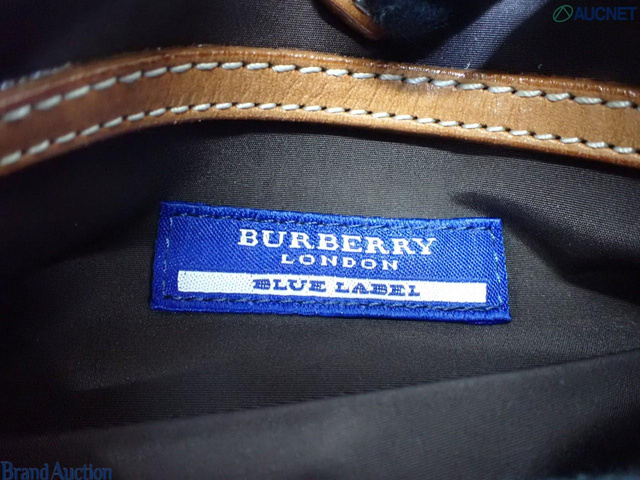 AUCNET
BURBERRY
LONDON
BLUE LABEL
Brand Auction